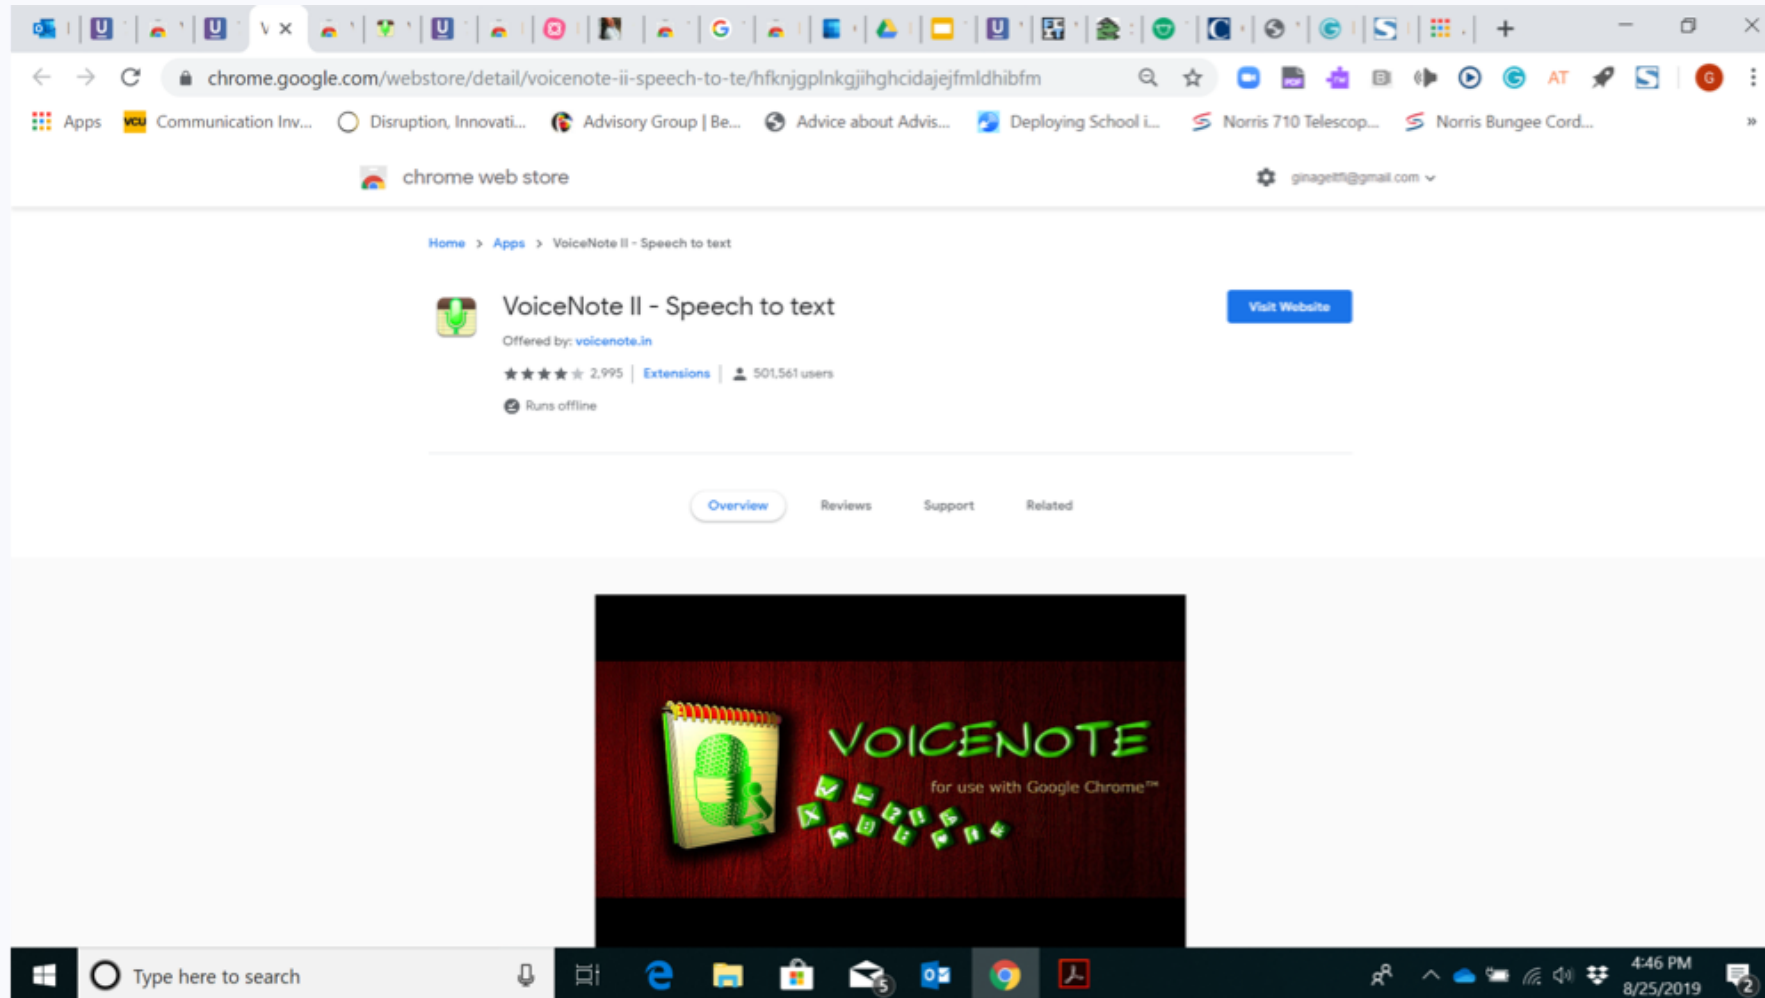 chrome.google.com/webstore/detail/voicenote-ii-speech-to-te/hfknjgplnkgjihghcidajejfmldhibfm
Apps VCU Communication Inv... Disruption, Innovati... Advisory Group | Be... Advice about Advis... Deploying School i... Norris 710 Telescop... Norris Bungee Cord... »
chrome web store
Home > Apps > VoiceNote II - Speech to text
VoiceNote II - Speech to text
Visit Website
Offered by: voicenote.in
2,995 | Extensions | 501,561 users
Runs offline
Overview Reviews Support Related
VOICENOTE
for use with Google Chrome™
Type here to search
4:46 PM
8/25/2019